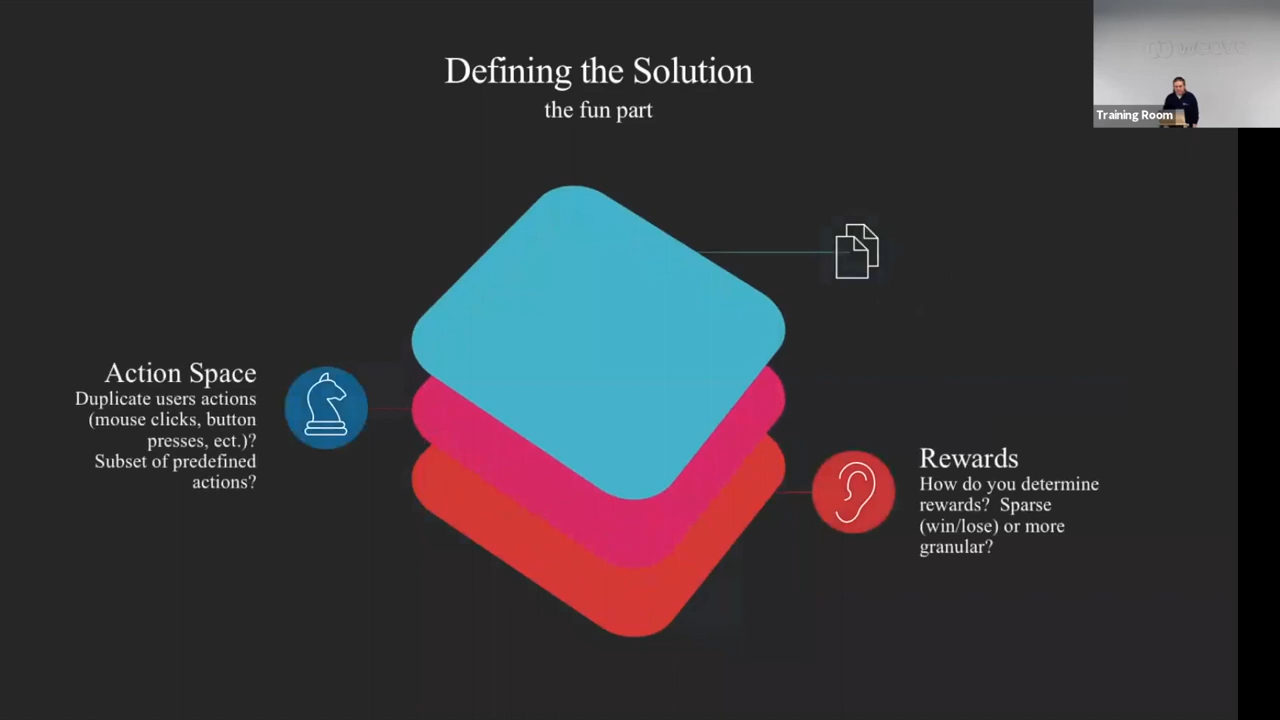 Defining the Solution
the fun part
Training Room
Action Space
Duplicate users actions
(mouse clicks, button
presses, ect.)?
Subset of predefined
actions?
Rewards
How do you determine
rewards? Sparse
(win/lose) or more
granular?